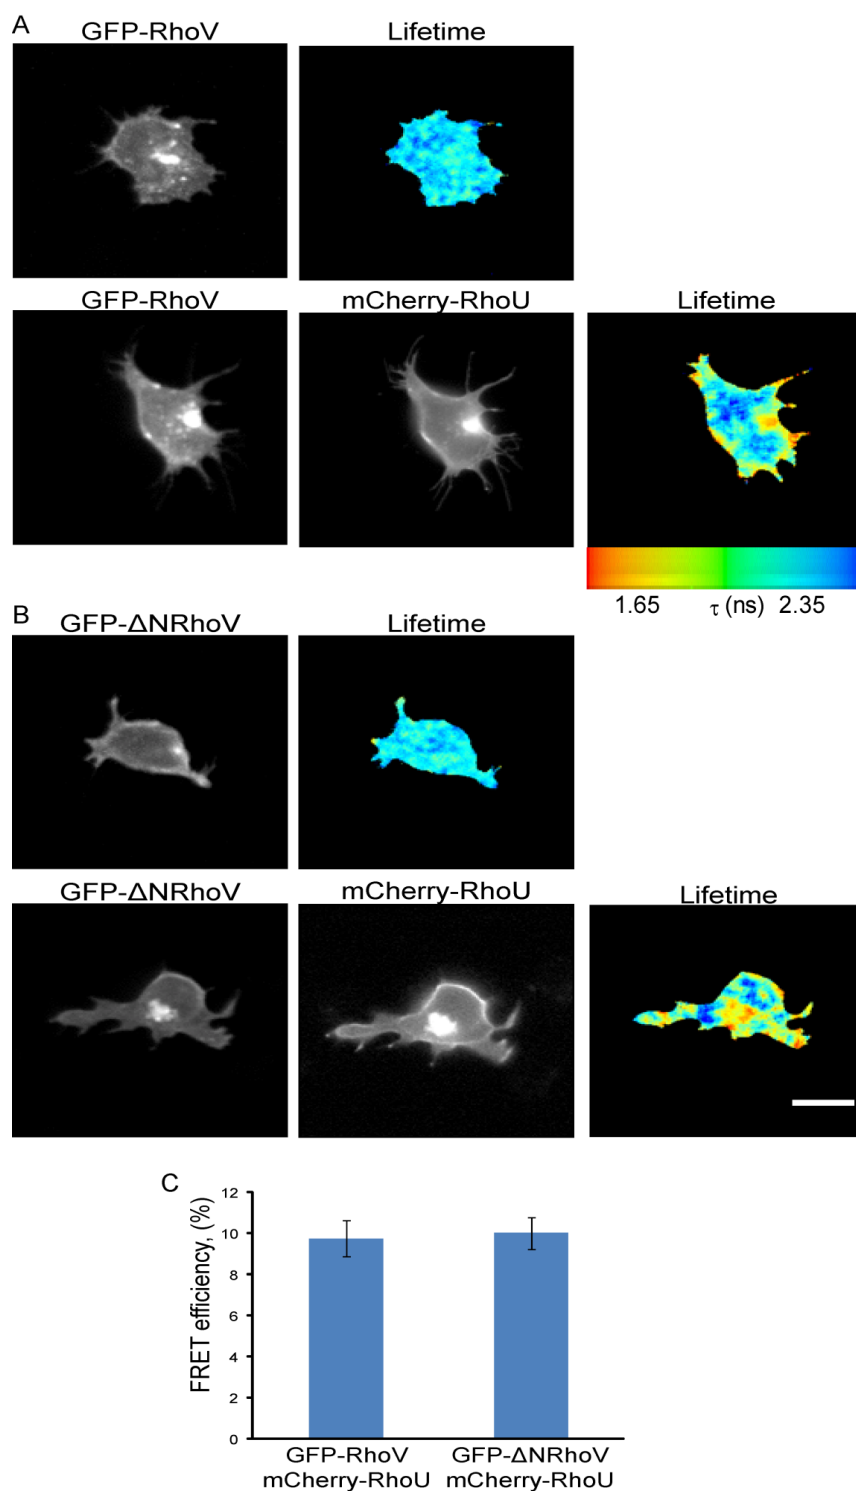 A
GFP-RhoV Lifetime
GFP-RhoV mCherry-RhoU Lifetime
1.65 τ (ns) 2.35
B
GFP-ΔNRhoV Lifetime
GFP-ΔNRhoV mCherry-RhoU Lifetime
C
FRET efficiency, (%)
12
10
8
6
4
2
0
GFP-RhoV GFP-ΔNRhoV
mCherry-RhoU mCherry-RhoU